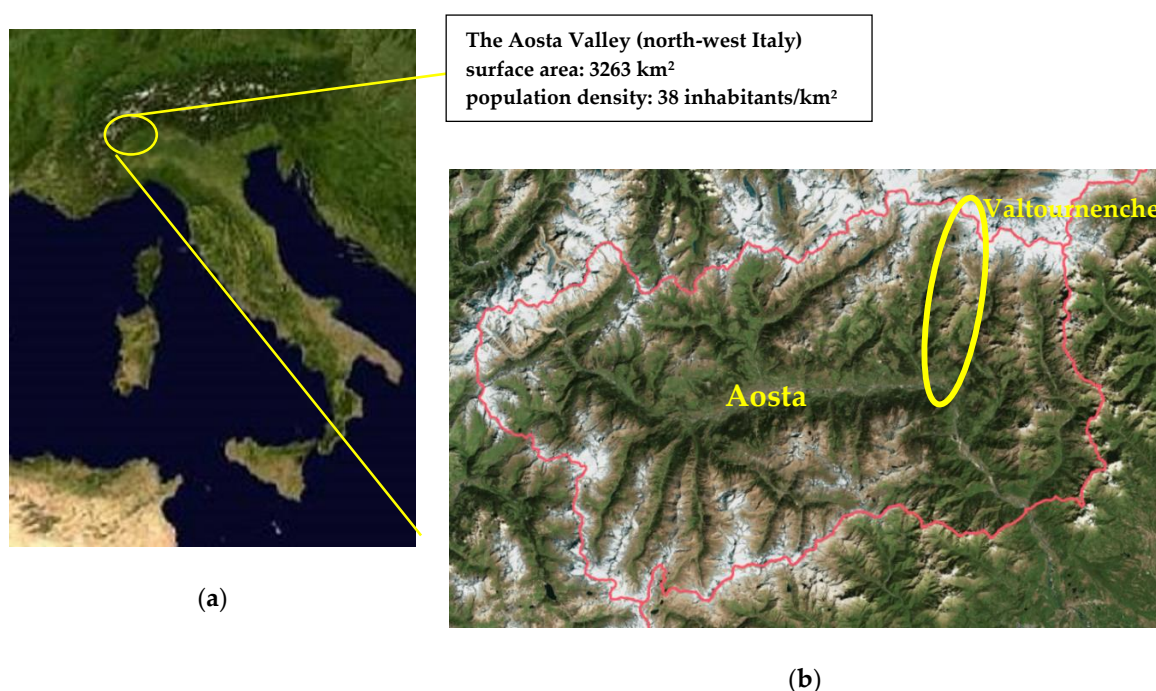 The Aosta Valley (north-west Italy)
surface area: 3263 km²
population density: 38 inhabitants/km²
Valtournenche
Aosta
(a)
(b)